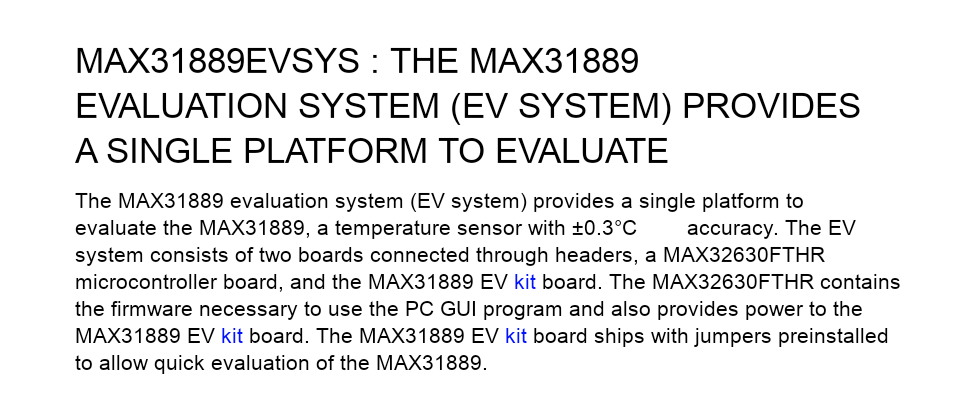 MAX31889EVSYS : THE MAX31889
EVALUATION SYSTEM (EV SYSTEM) PROVIDES
A SINGLE PLATFORM TO EVALUATE
The MAX31889 evaluation system (EV system) provides a single platform to
evaluate the MAX31889, a temperature sensor with ±0.3°C accuracy. The EV
system consists of two boards connected through headers, a MAX32630FTHR
microcontroller board, and the MAX31889 EV kit board. The MAX32630FTHR contains
the firmware necessary to use the PC GUI program and also provides power to the
MAX31889 EV kit board. The MAX31889 EV kit board ships with jumpers preinstalled
to allow quick evaluation of the MAX31889.